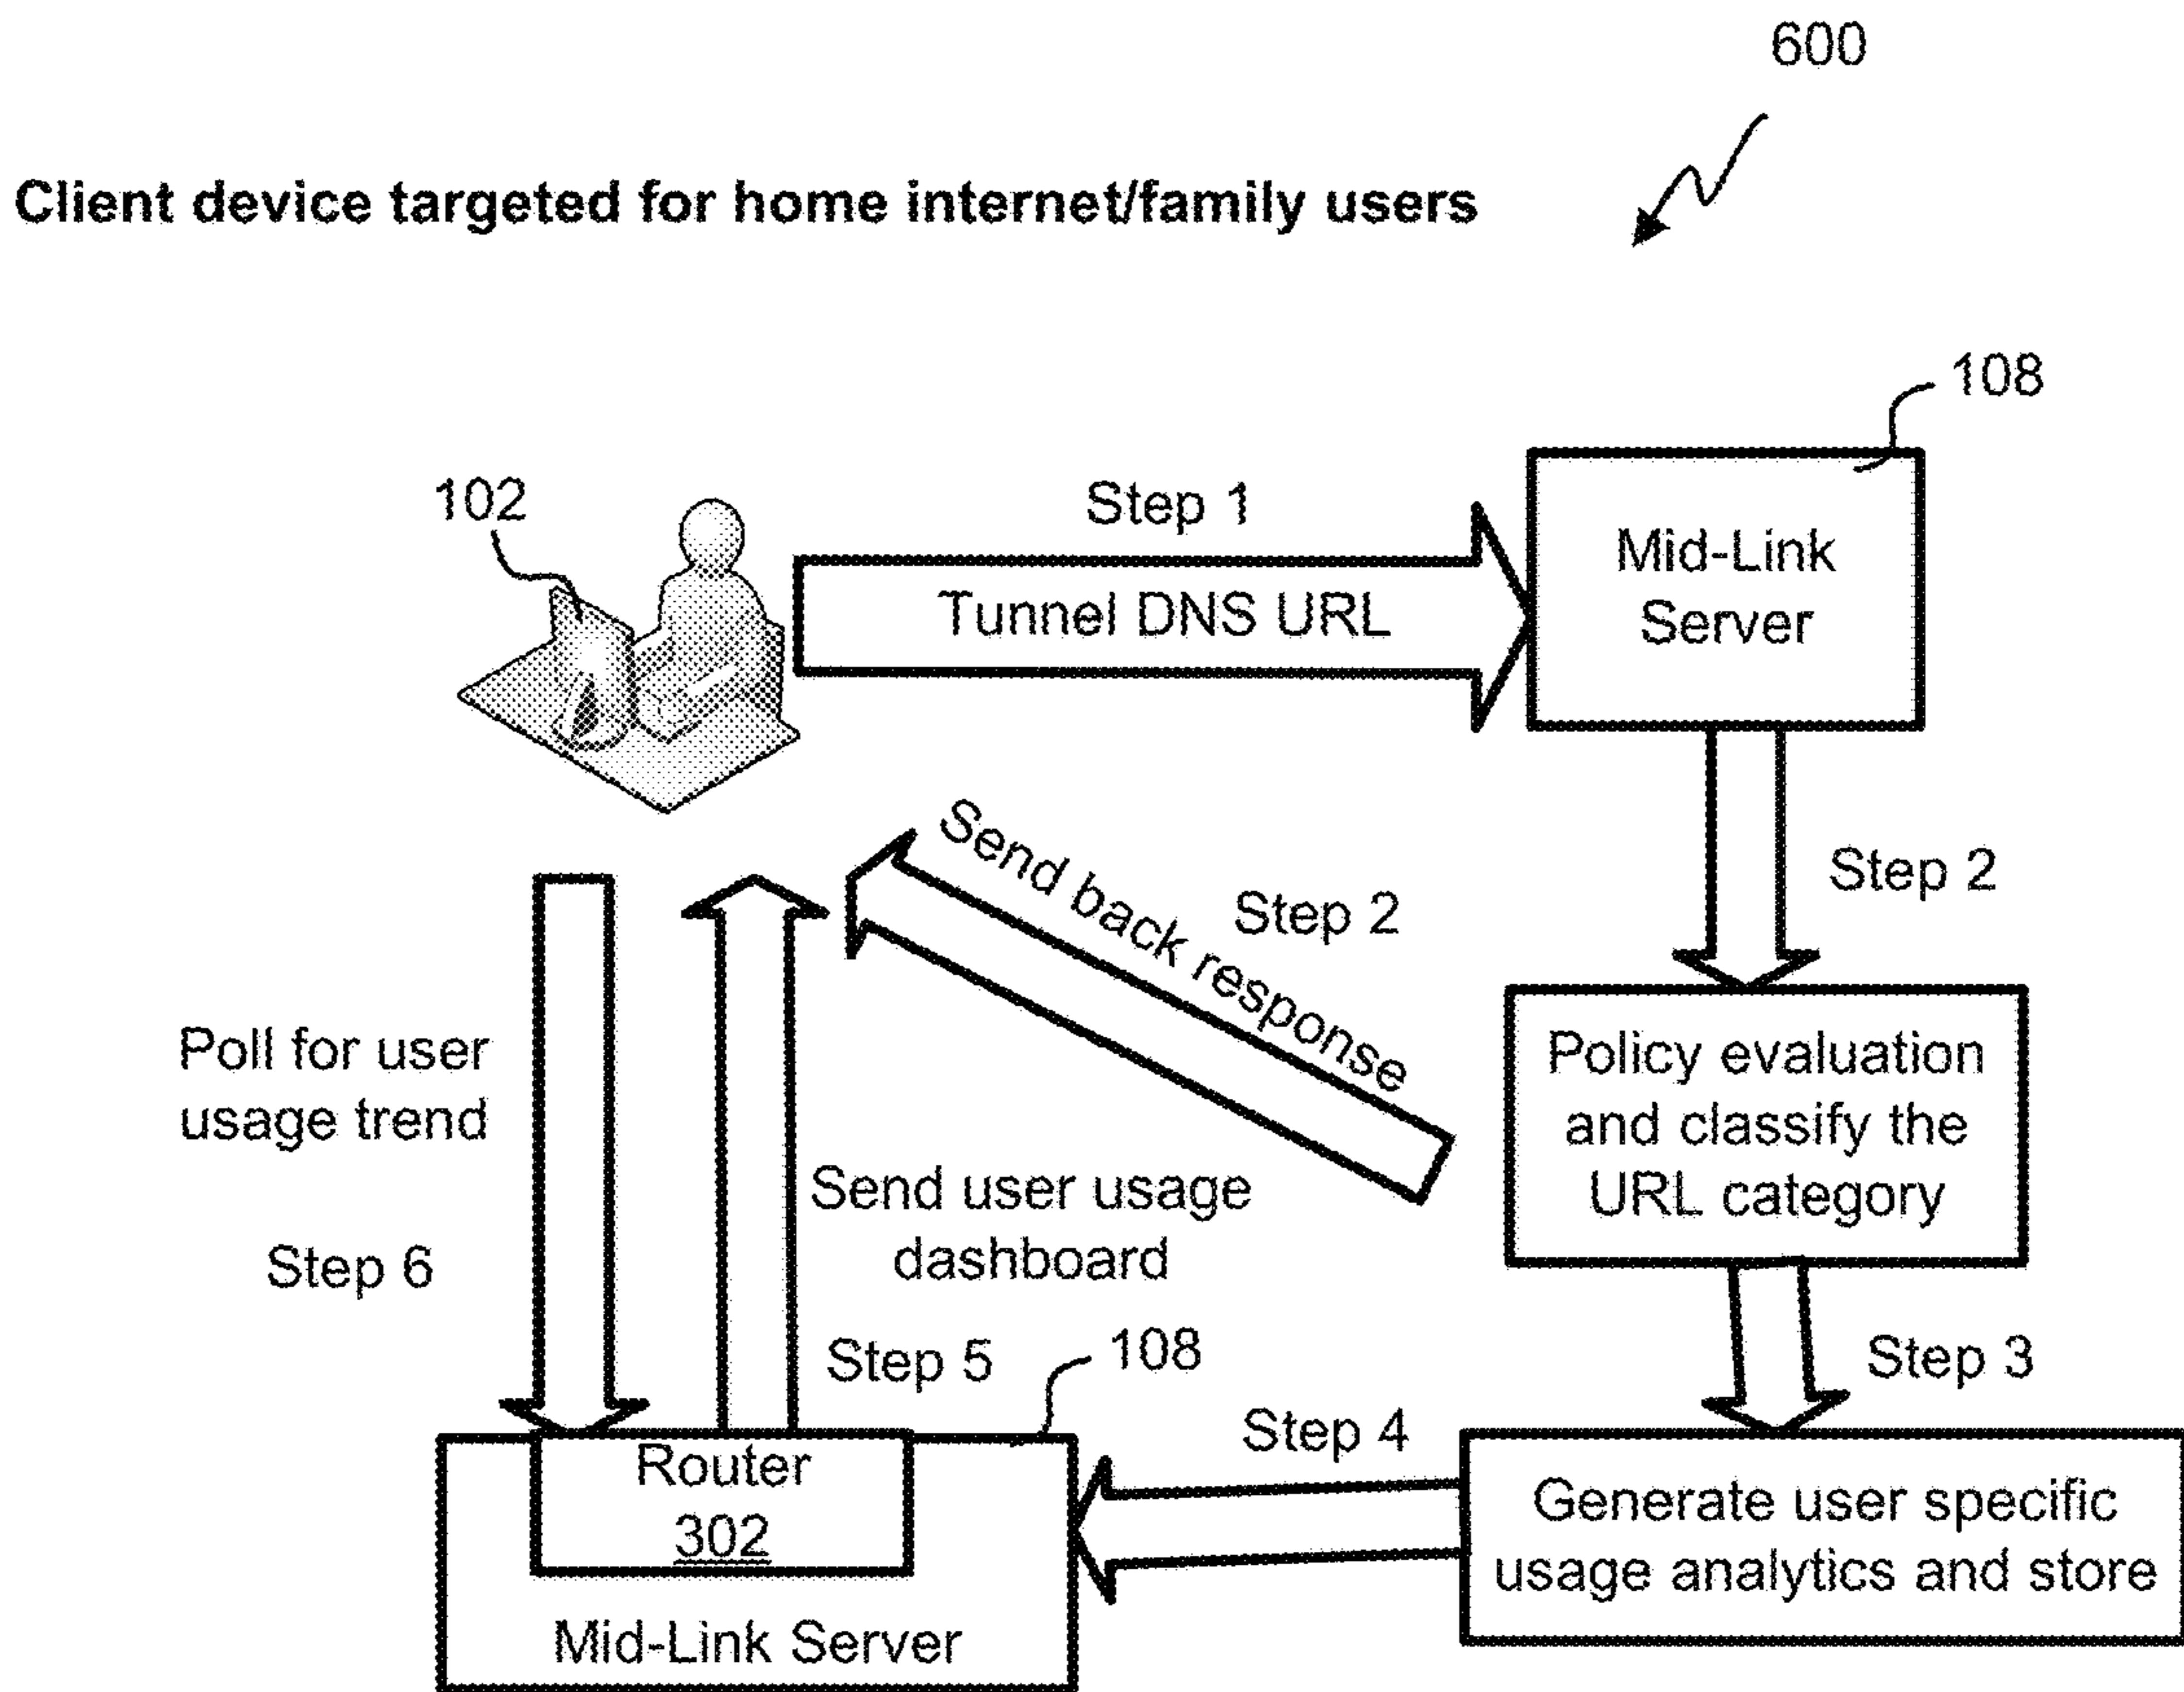 600
Client device targeted for home internet/family users
108
102
Step 1
Tunnel DNS URL
Mid-Link
Server
Step 2
Send back response
Step 2
Policy evaluation
and classify the
URL category
Poll for user
usage trend
Step 6
Send user usage
dashboard
Step 5
108
Step 3
Step 4
Router
302
Mid-Link Server
Generate user specific
usage analytics and store